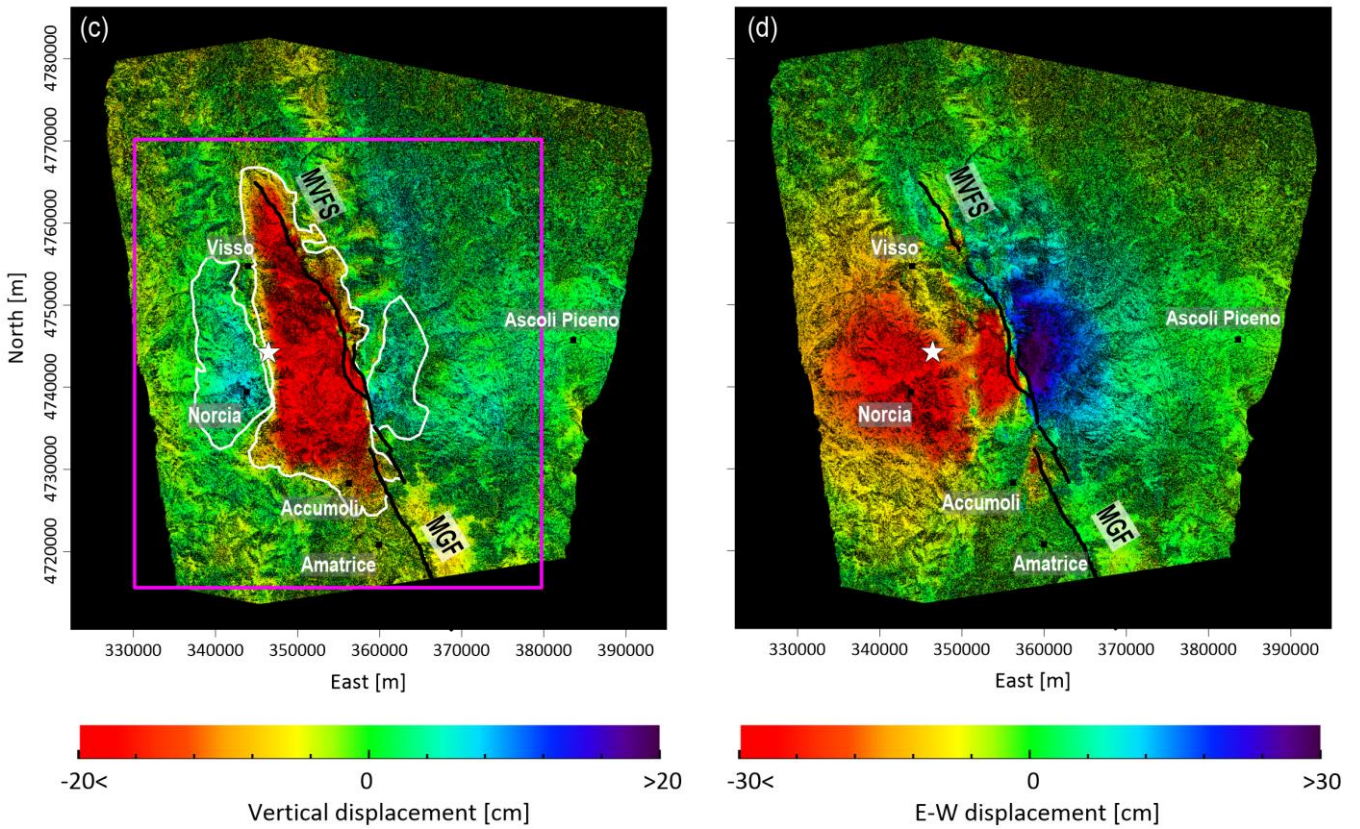 (c)
4780000
4770000
4760000
4750000
4740000
4730000
4720000
North [m]
MVFS
Visso
Ascoli Piceno
Norcia
Accumoli
MGF
Amatrice
330000 340000 350000 360000 370000 380000 390000
East [m]
-20< 0 >20
Vertical displacement [cm]
(d)
MVFS
Visso
Ascoli Piceno
Norcia
Accumoli
MGF
Amatrice
330000 340000 350000 360000 370000 380000 390000
East [m]
-30< 0 >30
E-W displacement [cm]